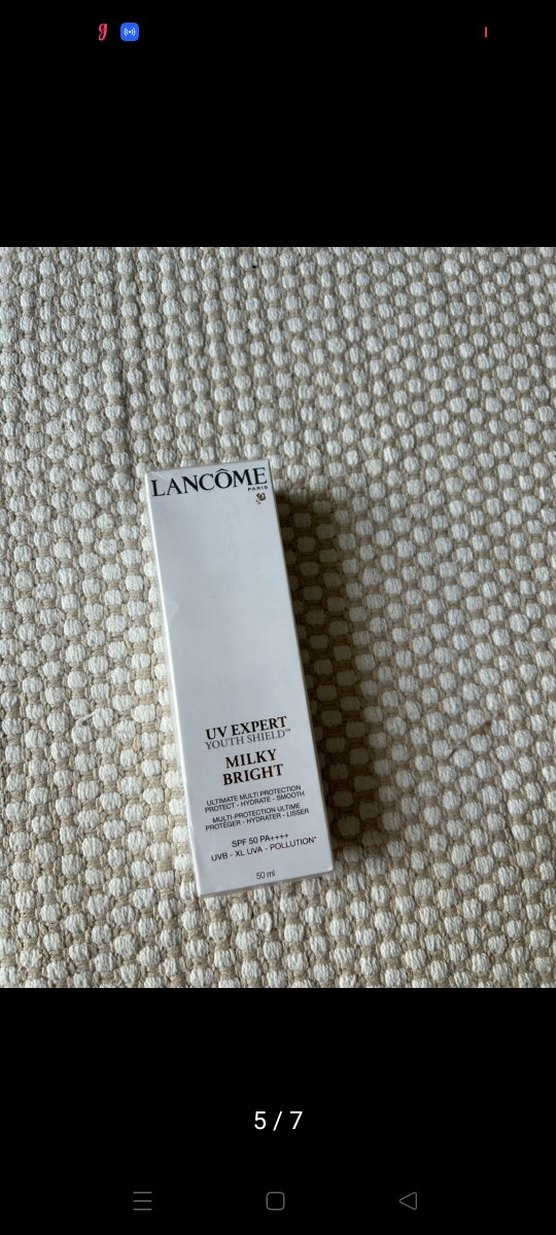 LANCÔME
PARIS
UV EXPERT
YOUTH SHIELD™
MILKY
BRIGHT
ULTIMATE MULTI PROTECTION
PROTECT - HYDRATE - SMOOTH
MULTI-PROTECTION ULTIME
PROTÉGER - HYDRATER - LISSER
SPF 50 PA++++
UVB - XL UVA - POLLUTION*
50 ml
5 / 7